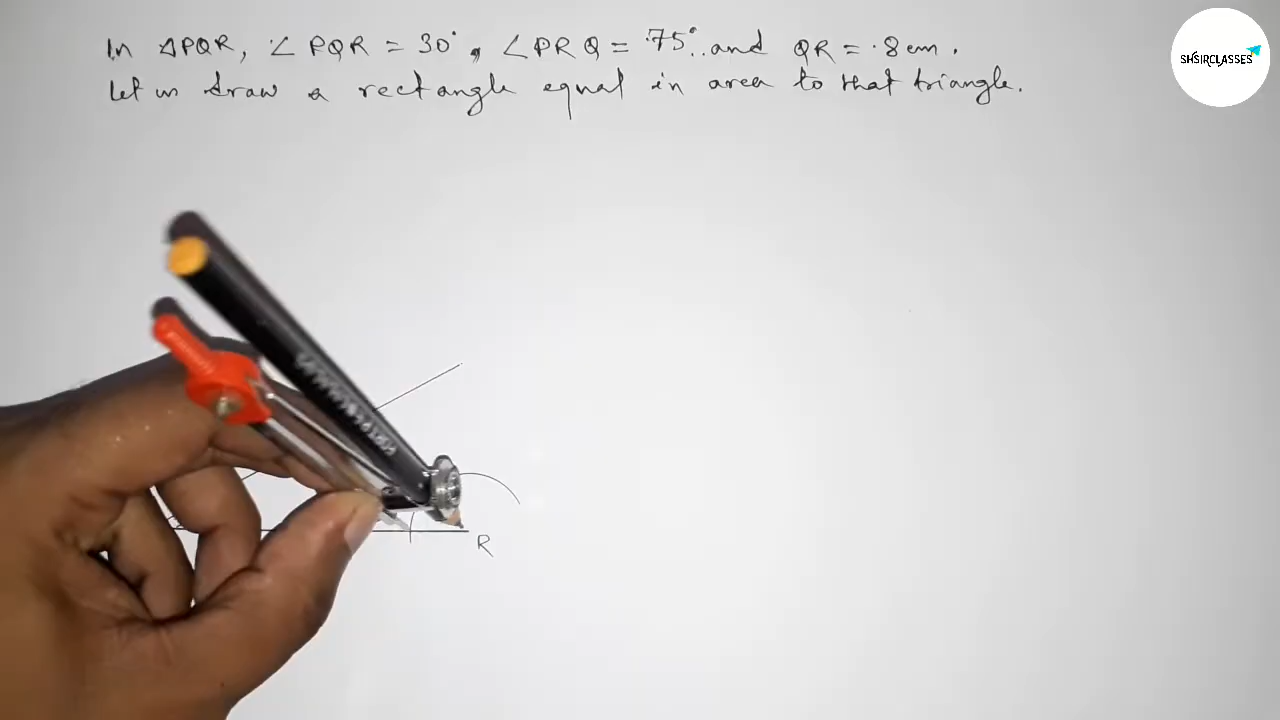 In △PQR, ∠PQR = 30°, ∠PRQ = 75° and QR = 8 cm.
Let us draw a rectangle equal in area to that triangle.
SHSIRCLASSES
R